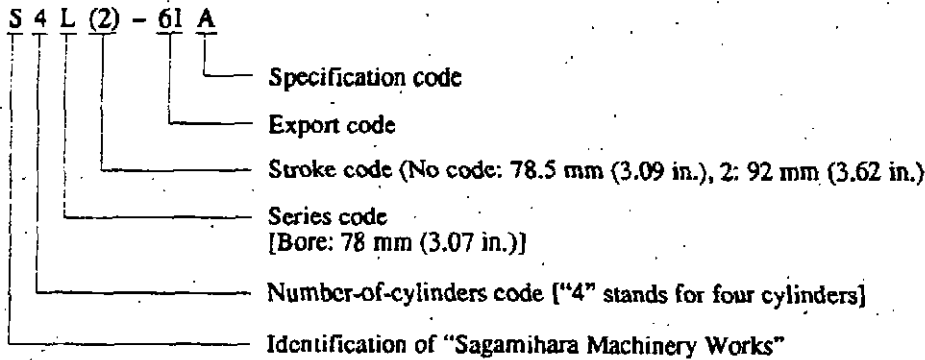 S 4 L (2) - 61 A
Specification code
Export code
Stroke code (No code: 78.5 mm (3.09 in.), 2: 92 mm (3.62 in.)
Series code
[Bore: 78 mm (3.07 in.)]
Number-of-cylinders code ["4" stands for four cylinders]
Identification of "Sagamihara Machinery Works"